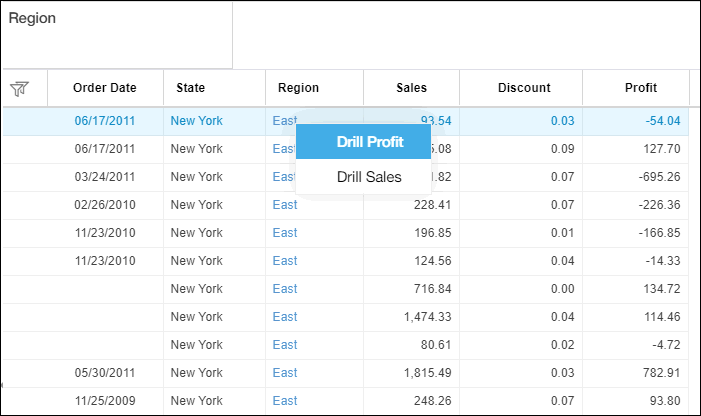 Region
Order Date State Region Sales Discount Profit
06/17/2011 New York East 93.54 0.03 -54.04
Drill Profit
06/17/2011 New York East .08 0.09 127.70
Drill Sales
03/24/2011 New York East .82 0.07 -695.26
02/26/2010 New York East 228.41 0.07 -226.36
11/23/2010 New York East 196.85 0.01 -166.85
11/23/2010 New York East 124.56 0.04 -14.33
New York East 716.84 0.00 134.72
New York East 1,474.33 0.04 114.46
New York East 80.61 0.02 -4.72
05/30/2011 New York East 1,815.49 0.03 782.91
11/25/2009 New York East 248.26 0.07 93.80